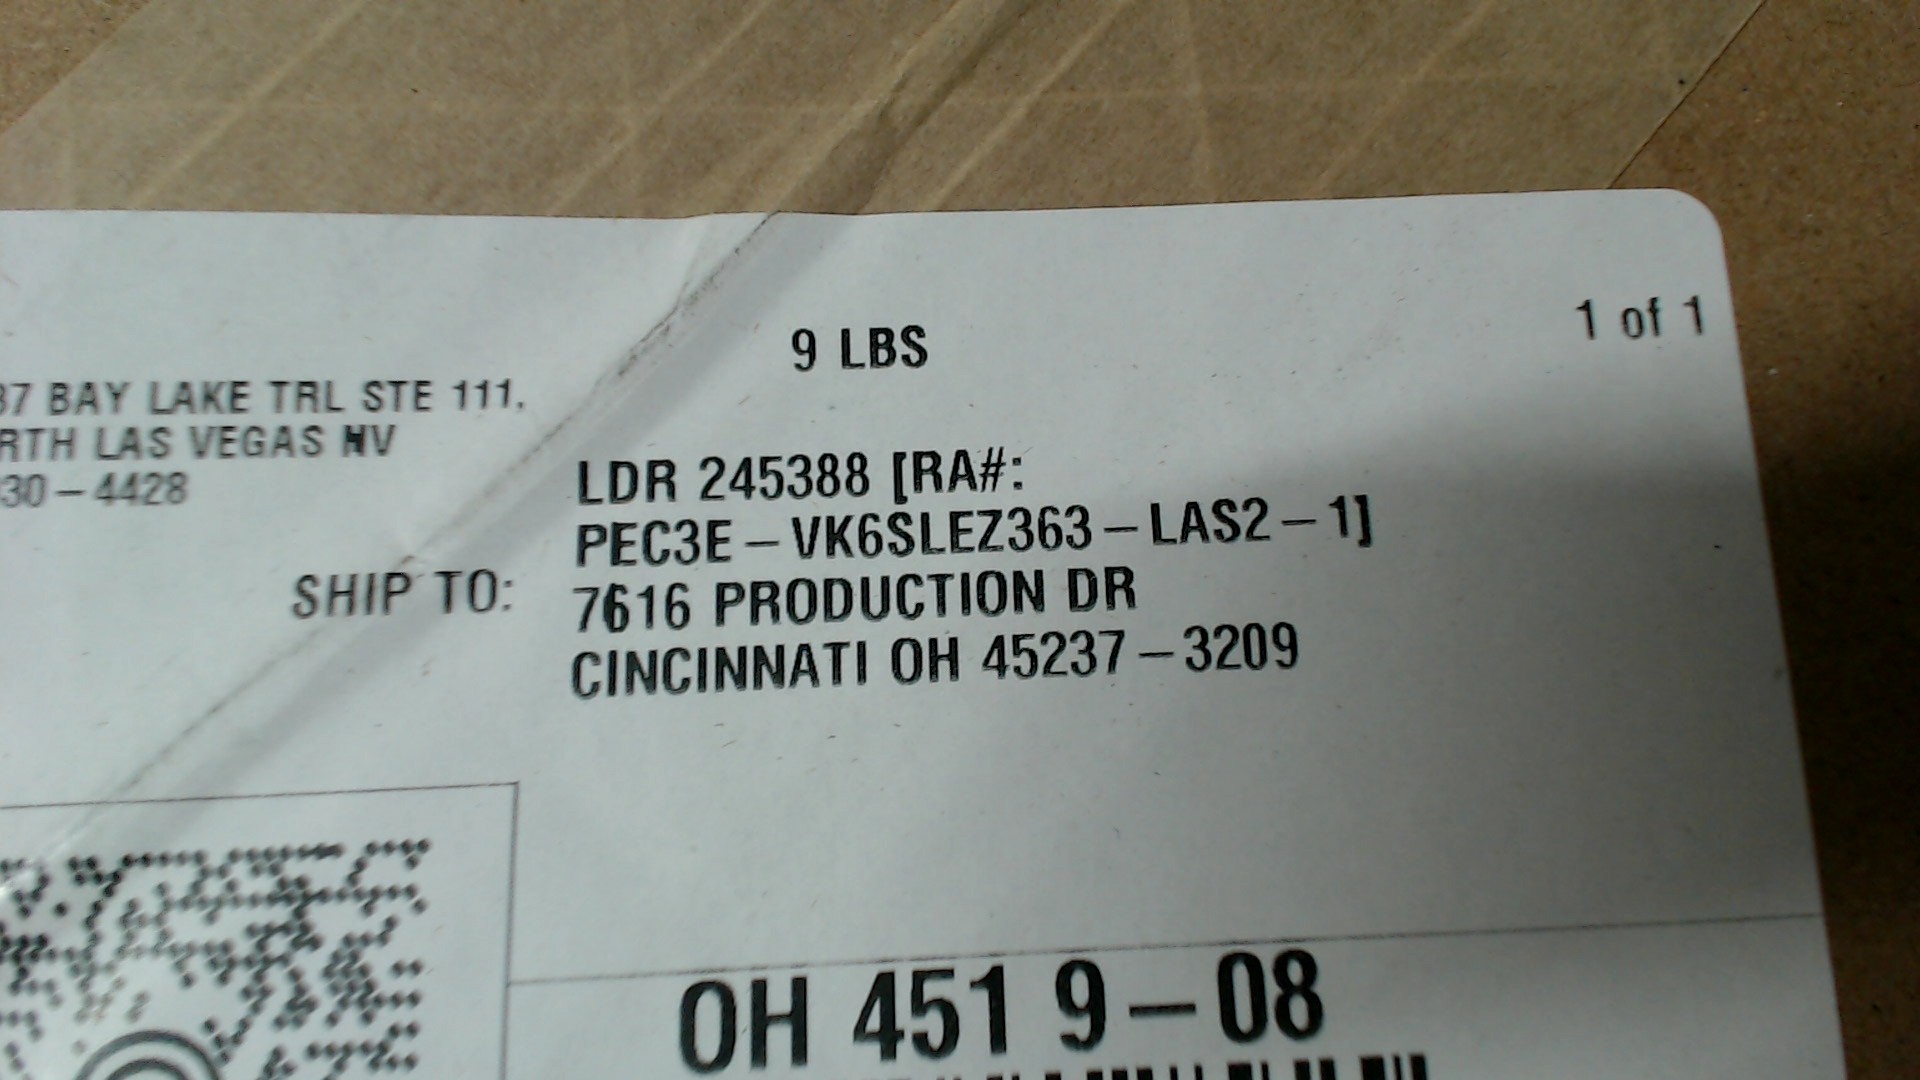 9 LBS
1 of 1
37 BAY LAKE TRL STE 111.
RTH LAS VEGAS NV
30-4428
SHIP TO:
LDR 245388 [RA#:
PEC3E-VK6SLEZ363-LAS2-1]
7616 PRODUCTION DR
CINCINNATI OH 45237-3209
OH 451 9-08